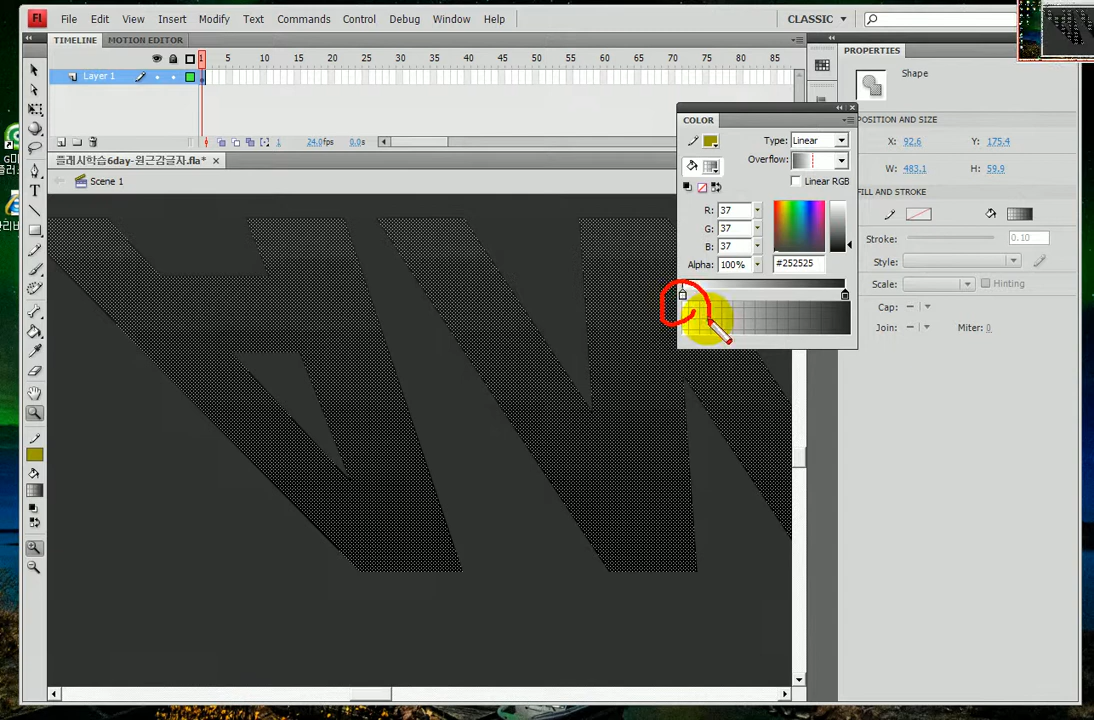 Fl File Edit View Insert Modify Text Commands Control Debug Window Help CLASSIC
TIMELINE MOTION EDITOR
1 5 10 15 20 25 30 35 40 45 50 55 60 65 70 75 80 85
Layer 1
1 24.0fps 0.0s
플래시학습6day-원근감글자.fla*
Scene 1
COLOR
Type: Linear
Overflow:
Linear RGB
R: 37
G: 37
B: 37
Alpha: 100% #252525
PROPERTIES
Shape
POSITION AND SIZE
X: 92.6 Y: 175.4
W: 483.1 H: 59.9
FILL AND STROKE
Stroke: 0.10
Style:
Scale: Hinting
Cap:
Join: Miter: 0
T